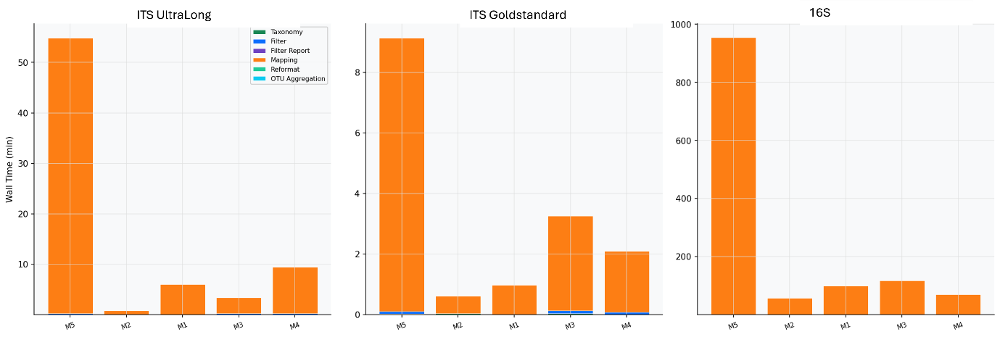 ITS UltraLong
Wall Time (min)
50
40
30
20
10
Taxonomy
Filter
Filter Report
Mapping
Reformat
OTU Aggregation
M5 M2 M1 M3 M4
ITS Goldstandard
8
6
4
2
0
M5 M2 M1 M3 M4
16S
1000
800
600
400
200
M5 M2 M1 M3 M4